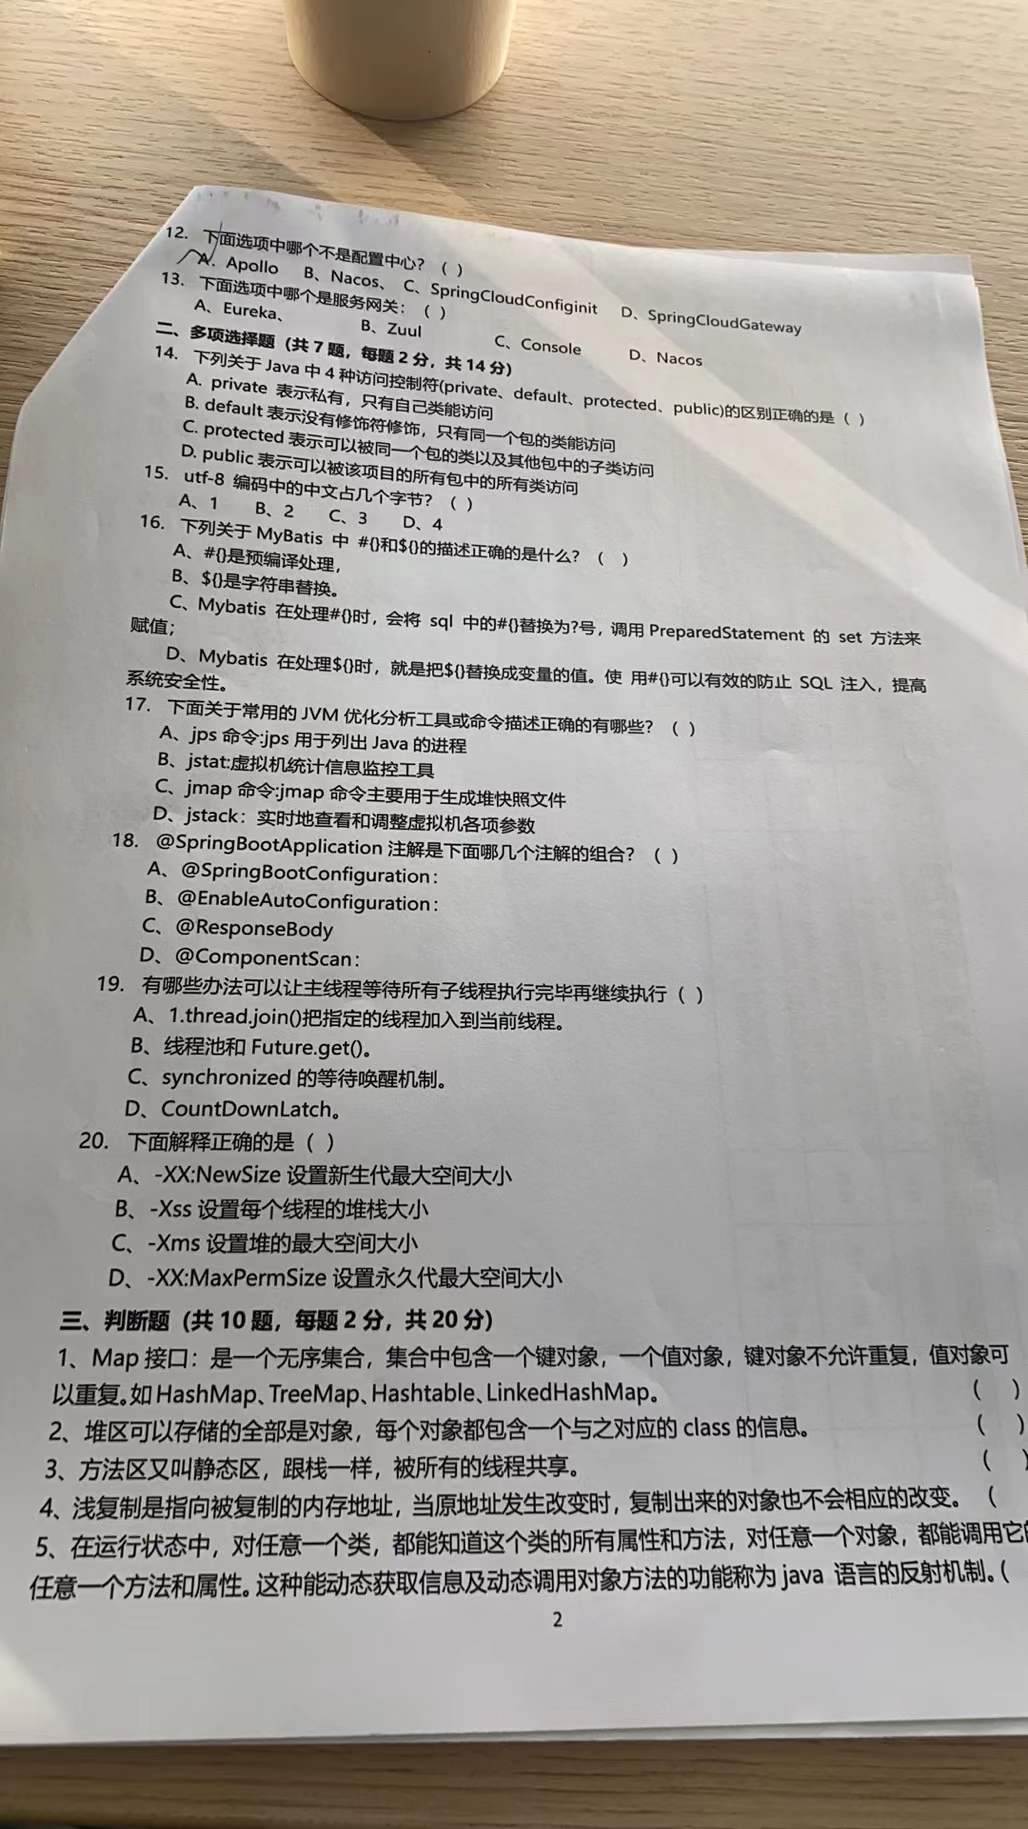 12. 下面选项中哪个不是配置中心？（ ）
A. Apollo B、Nacos、 C、SpringCloudConfiginit D、SpringCloudGateway
13. 下面选项中哪个是服务网关：（ ）
A、Eureka、 B、Zuul C、Console D、Nacos
二、多项选择题（共 7 题，每题 2 分，共 14 分）
14. 下列关于 Java 中 4 种访问控制符(private、default、protected、public)的区别正确的是（ ）
A. private 表示私有，只有自己类能访问
B. default 表示没有修饰符修饰，只有同一个包的类能访问
C. protected 表示可以被同一个包的类以及其他包中的子类访问
D. public 表示可以被该项目的所有包中的所有类访问
15. utf-8 编码中的中文占几个字节？（ ）
A、1 B、2 C、3 D、4
16. 下列关于 MyBatis 中 #{}和${}的描述正确的是什么？（ ）
A、#{}是预编译处理，
B、${}是字符串替换。
C、Mybatis 在处理#{}时，会将 sql 中的#{}替换为?号，调用 PreparedStatement 的 set 方法来
赋值；
D、Mybatis 在处理${}时，就是把${}替换成变量的值。使 用#{}可以有效的防止 SQL 注入，提高
系统安全性。
17. 下面关于常用的 JVM 优化分析工具或命令描述正确的有哪些？（ ）
A、jps 命令:jps 用于列出 Java 的进程
B、jstat:虚拟机统计信息监控工具
C、jmap 命令:jmap 命令主要用于生成堆快照文件
D、jstack：实时地查看和调整虚拟机各项参数
18. @SpringBootApplication 注解是下面哪几个注解的组合？（ ）
A、@SpringBootConfiguration：
B、@EnableAutoConfiguration：
C、@ResponseBody
D、@ComponentScan：
19. 有哪些办法可以让主线程等待所有子线程执行完毕再继续执行（ ）
A、1.thread.join()把指定的线程加入到当前线程。
B、线程池和 Future.get()。
C、synchronized 的等待唤醒机制。
D、CountDownLatch。
20. 下面解释正确的是（ ）
A、-XX:NewSize 设置新生代最大空间大小
B、-Xss 设置每个线程的堆栈大小
C、-Xms 设置堆的最大空间大小
D、-XX:MaxPermSize 设置永久代最大空间大小
三、判断题（共 10 题，每题 2 分，共 20 分）
1、Map 接口：是一个无序集合，集合中包含一个键对象，一个值对象，键对象不允许重复，值对象可
以重复。如 HashMap、TreeMap、Hashtable、LinkedHashMap。 （ ）
2、堆区可以存储的全部是对象，每个对象都包含一个与之对应的 class 的信息。 （ ）
3、方法区又叫静态区，跟栈一样，被所有的线程共享。 （ ）
4、浅复制是指向被复制的内存地址，当原地址发生改变时，复制出来的对象也不会相应的改变。（
5、在运行状态中，对任意一个类，都能知道这个类的所有属性和方法，对任意一个对象，都能调用它
任意一个方法和属性。这种能动态获取信息及动态调用对象方法的功能称为 java 语言的反射机制。（
2